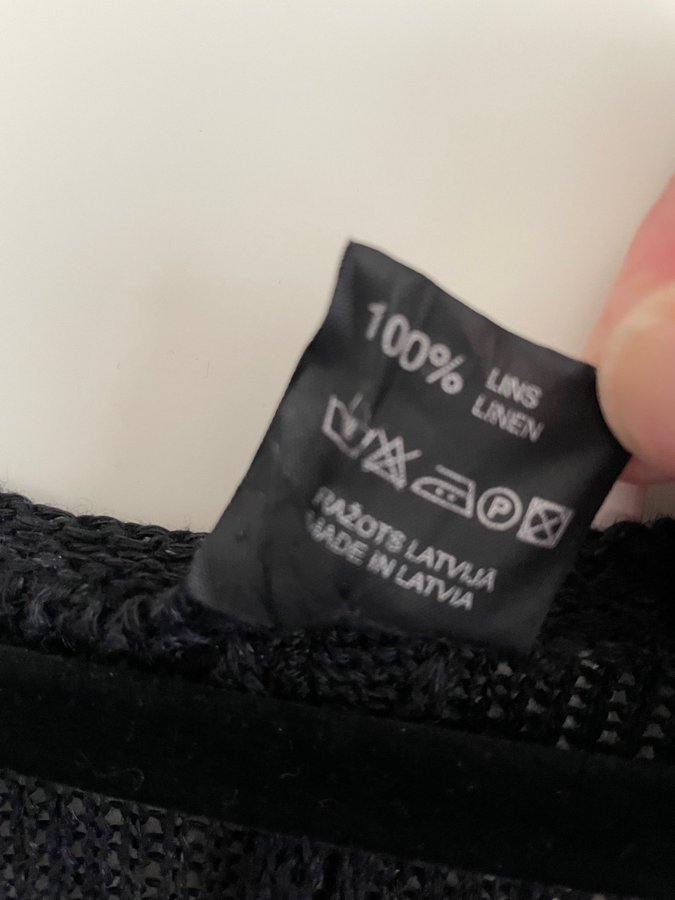 100% LINS
LINEN
P
RAŽOTS LATVIJĀ
MADE IN LATVIA